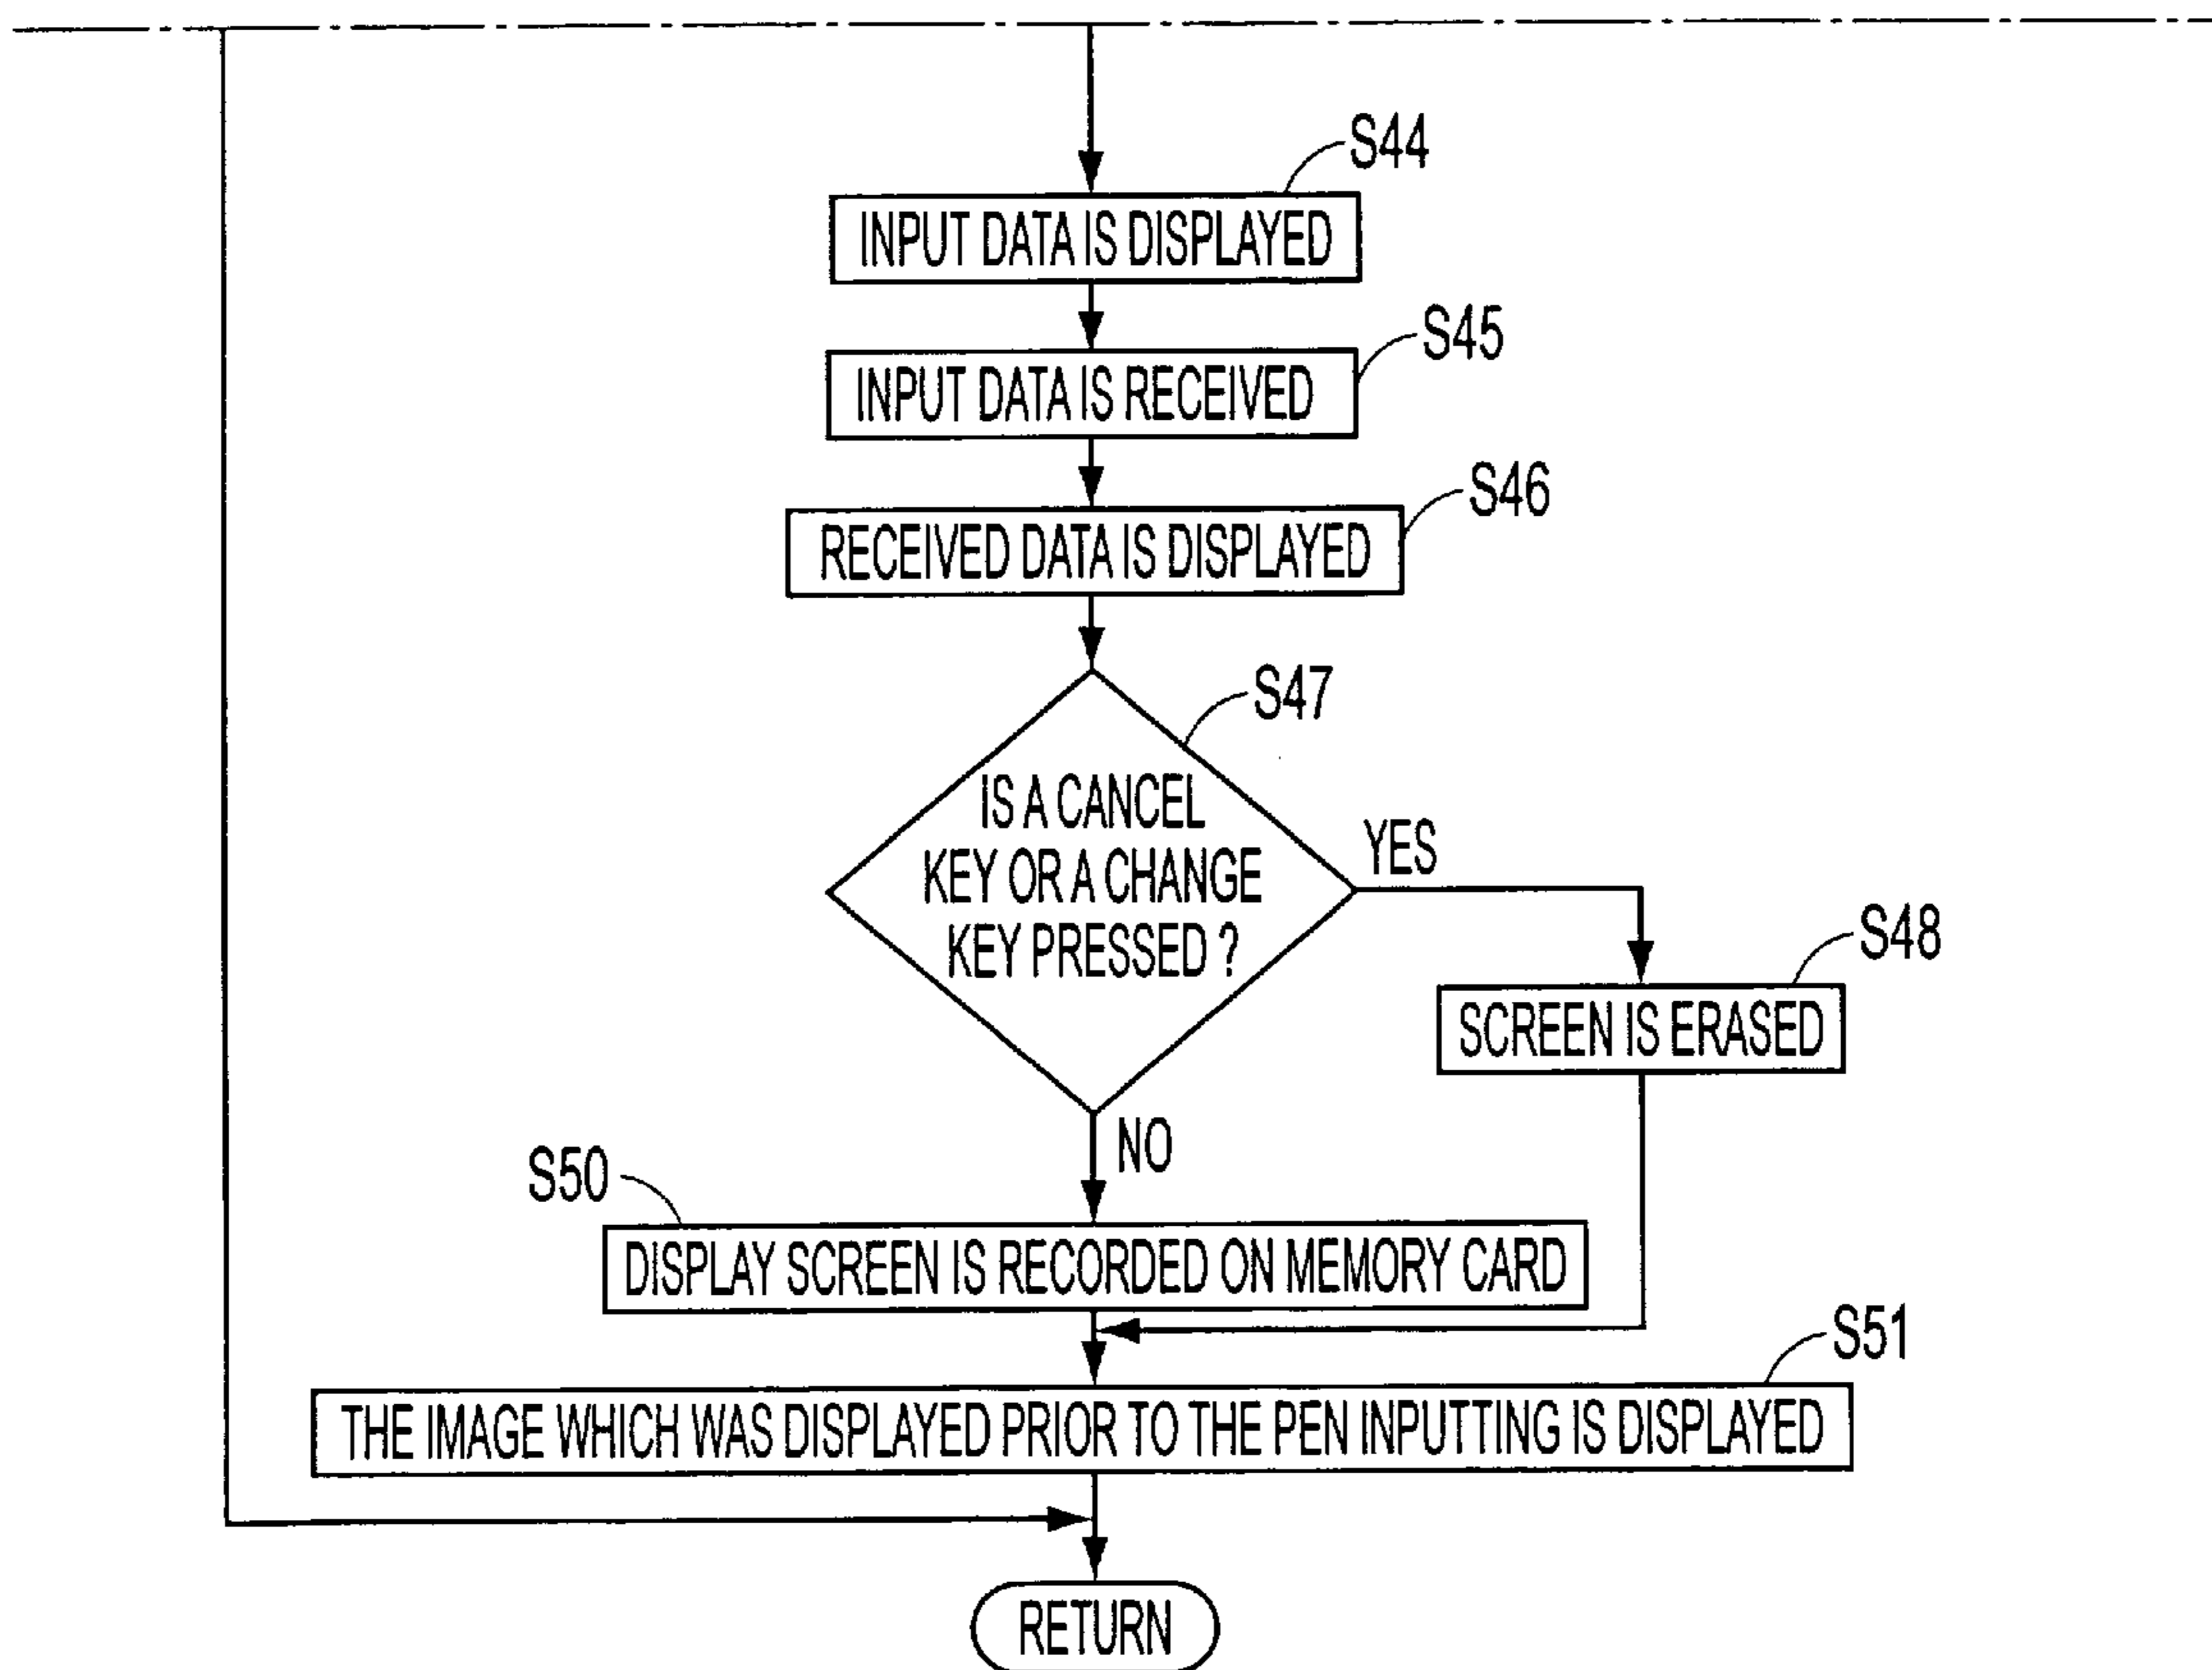 S44
INPUT DATA IS DISPLAYED
S45
INPUT DATA IS RECEIVED
S46
RECEIVED DATA IS DISPLAYED
S47
IS A CANCEL
KEY OR A CHANGE
KEY PRESSED ?
YES
S48
SCREEN IS ERASED
NO
S50
DISPLAY SCREEN IS RECORDED ON MEMORY CARD
S51
THE IMAGE WHICH WAS DISPLAYED PRIOR TO THE PEN INPUTTING IS DISPLAYED
RETURN